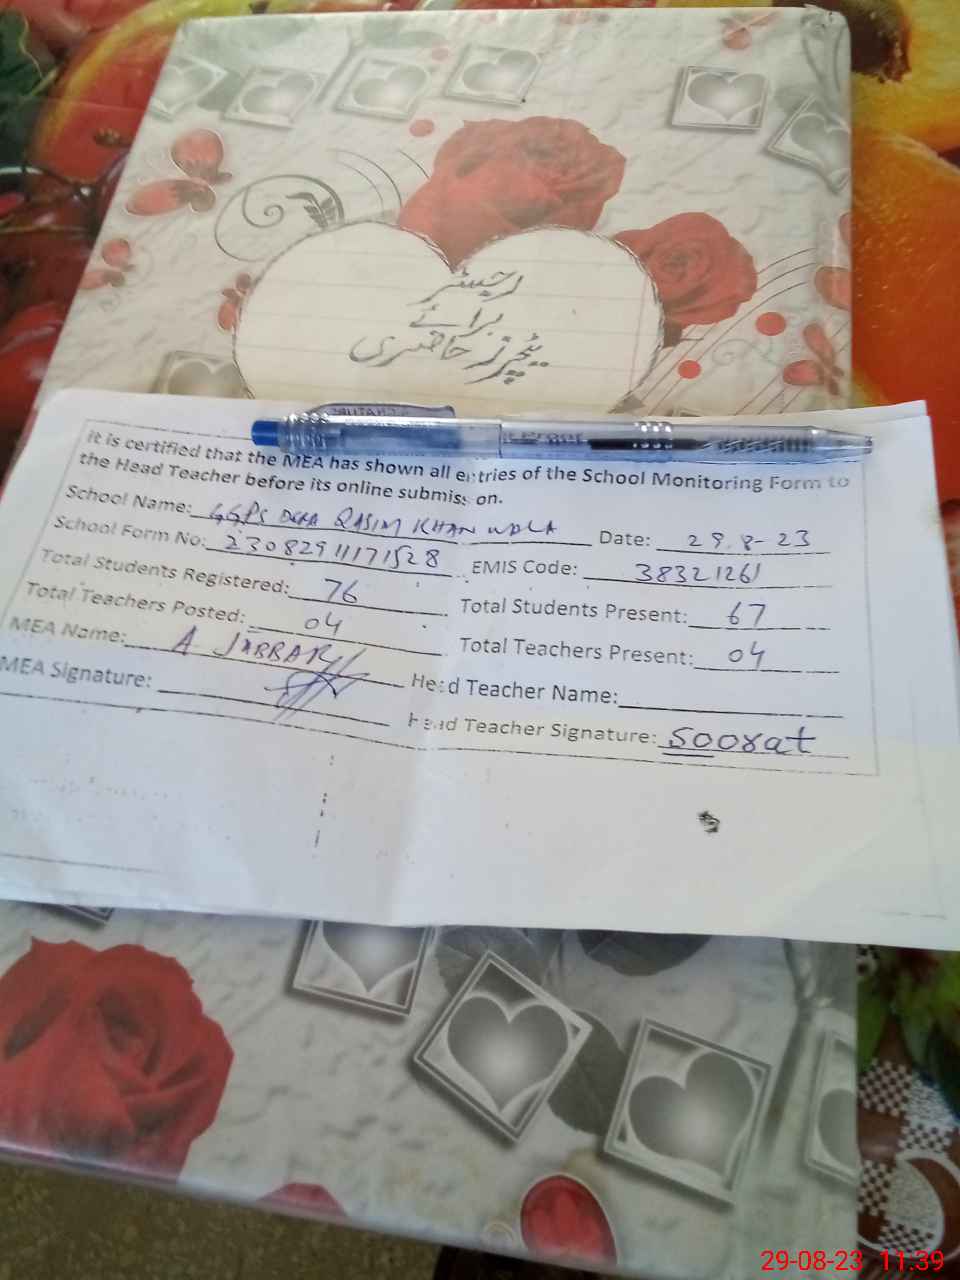 رجسٹر
برائے
ٹیچرز حاضری
it is certified that the MEA has shown all entries of the School Monitoring Form to
the Head Teacher before its online submission.
School Name: GGPS DERA QASIM KHAN WALA Date: 29.8-23
School Form No: 23082911171528 EMIS Code: 38321261
Total Students Registered: 76 Total Students Present: 67
Total Teachers Posted: 04 Total Teachers Present: 04
MEA Name: A. JABBAR Head Teacher Name:
MEA Signature: Head Teacher Signature: Soorat
29-08-23 11:39